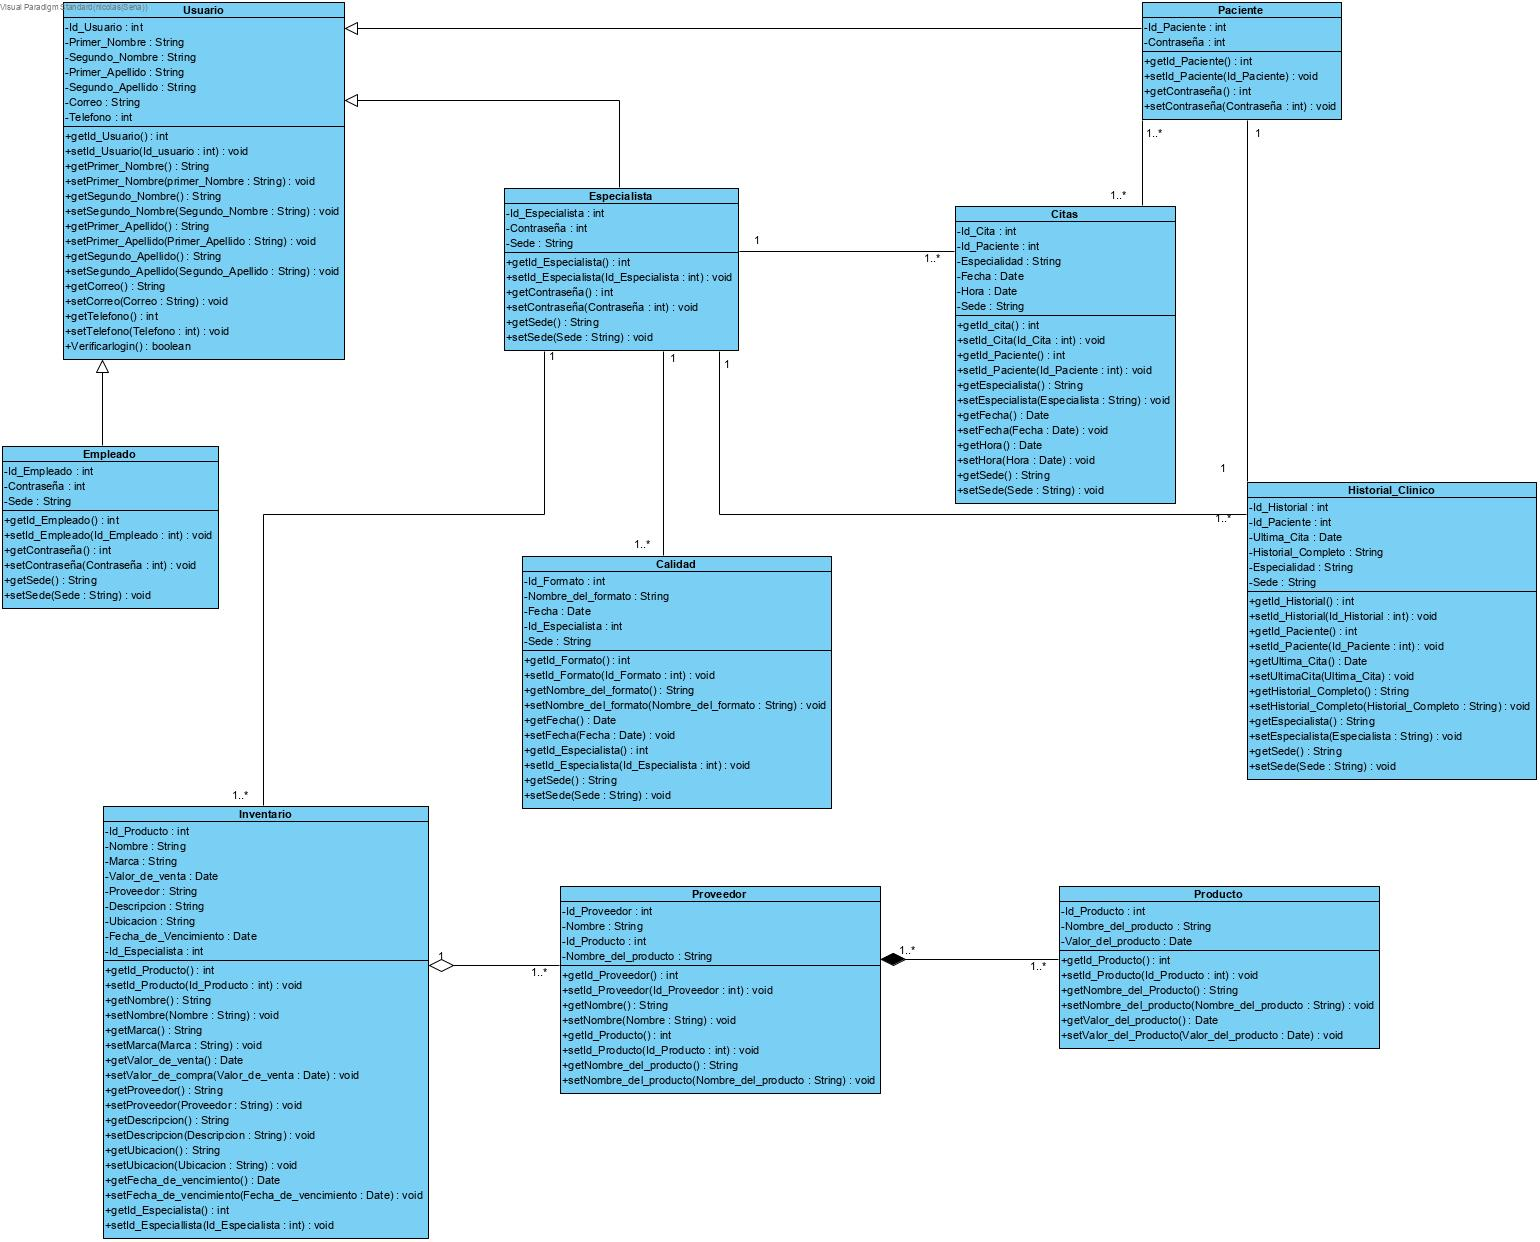 Visual Paradigm Standard(nicolas(Sena))
Usuario
-Id_Usuario : int
-Primer_Nombre : String
-Segundo_Nombre : String
-Primer_Apellido : String
-Segundo_Apellido : String
-Correo : String
-Telefono : int
+getId_Usuario() : int
+setId_Usuario(Id_usuario : int) : void
+getPrimer_Nombre() : String
+setPrimer_Nombre(primer_Nombre : String) : void
+getSegundo_Nombre() : String
+setSegundo_Nombre(Segundo_Nombre : String) : void
+getPrimer_Apellido() : String
+setPrimer_Apellido(Primer_Apellido : String) : void
+getSegundo_Apellido() : String
+setSegundo_Apellido(Segundo_Apellido : String) : void
+getCorreo() : String
+setCorreo(Correo : String) : void
+getTelefono() : int
+setTelefono(Telefono : int) : void
+Verificarlogin() : boolean
Paciente
-Id_Paciente : int
-Contraseña : int
+getId_Paciente() : int
+setId_Paciente(Id_Paciente) : void
+getContraseña() : int
+setContraseña(Contraseña : int) : void
1..*
1
1..*
Especialista
-Id_Especialista : int
-Contraseña : int
-Sede : String
+getId_Especialista() : int
+setId_Especialista(Id_Especialista : int) : void
+getContraseña() : int
+setContraseña(Contraseña : int) : void
+getSede() : String
+setSede(Sede : String) : void
1
1..*
1
1
1
Citas
-Id_Cita : int
-Id_Paciente : int
-Especialidad : String
-Fecha : Date
-Hora : Date
-Sede : String
+getId_cita() : int
+setId_Cita(Id_Cita : int) : void
+getId_Paciente() : int
+setId_Paciente(Id_Paciente : int) : void
+getEspecialista() : String
+setEspecialista(Especialista : String) : void
+getFecha() : Date
+setFecha(Fecha : Date) : void
+getHora() : Date
+setHora(Hora : Date) : void
+getSede() : String
+setSede(Sede : String) : void
Empleado
-Id_Empleado : int
-Contraseña : int
-Sede : String
+getId_Empleado() : int
+setId_Empleado(Id_Empleado : int) : void
+getContraseña() : int
+setContraseña(Contraseña : int) : void
+getSede() : String
+setSede(Sede : String) : void
1
1..*
Historial_Clinico
-Id_Historial : int
-Id_Paciente : int
-Ultima_Cita : Date
-Historial_Completo : String
-Especialidad : String
-Sede : String
+getId_Historial() : int
+setId_Historial(Id_Historial : int) : void
+getId_Paciente() : int
+setId_Paciente(Id_Paciente : int) : void
+getUltima_Cita() : Date
+setUltimaCita(Ultima_Cita) : void
+getHistorial_Completo() : String
+setHistorial_Completo(Historial_Completo : String) : void
+getEspecialista() : String
+setEspecialista(Especialista : String) : void
+getSede() : String
+setSede(Sede : String) : void
1..*
Calidad
-Id_Formato : int
-Nombre_del_formato : String
-Fecha : Date
-Id_Especialista : int
-Sede : String
+getId_Formato() : int
+setId_Formato(Id_Formato : int) : void
+getNombre_del_formato() : String
+setNombre_del_formato(Nombre_del_formato : String) : void
+getFecha() : Date
+setFecha(Fecha : Date) : void
+getId_Especialista() : int
+setId_Especialista(Id_Especialista : int) : void
+getSede() : String
+setSede(Sede : String) : void
1..*
Inventario
-Id_Producto : int
-Nombre : String
-Marca : String
-Valor_de_venta : Date
-Proveedor : String
-Descripcion : String
-Ubicacion : String
-Fecha_de_Vencimiento : Date
-Id_Especialista : int
+getId_Producto() : int
+setId_Producto(Id_Producto : int) : void
+getNombre() : String
+setNombre(Nombre : String) : void
+getMarca() : String
+setMarca(Marca : String) : void
+getValor_de_venta() : Date
+setValor_de_compra(Valor_de_venta : Date) : void
+getProveedor() : String
+setProveedor(Proveedor : String) : void
+getDescripcion() : String
+setDescripcion(Descripcion : String) : void
+getUbicacion() : String
+setUbicacion(Ubicacion : String) : void
+getFecha_de_vencimiento() : Date
+setFecha_de_vencimiento(Fecha_de_vencimiento : Date) : void
+getId_Especialista() : int
+setId_Especiallista(Id_Especialista : int) : void
1
1..*
Proveedor
-Id_Proveedor : int
-Nombre : String
-Id_Producto : int
-Nombre_del_producto : String
+getId_Proveedor() : int
+setId_Proveedor(Id_Proveedor : int) : void
+getNombre() : String
+setNombre(Nombre : String) : void
+getId_Producto() : int
+setId_Producto(Id_Producto : int) : void
+getNombre_del_producto() : String
+setNombre_del_producto(Nombre_del_producto : String) : void
1..*
1..*
Producto
-Id_Producto : int
-Nombre_del_producto : String
-Valor_del_producto : Date
+getId_Producto() : int
+setId_Producto(Id_Producto : int) : void
+getNombre_del_Producto() : String
+setNombre_del_producto(Nombre_del_producto : String) : void
+getValor_del_producto() : Date
+setValor_del_Producto(Valor_del_producto : Date) : void